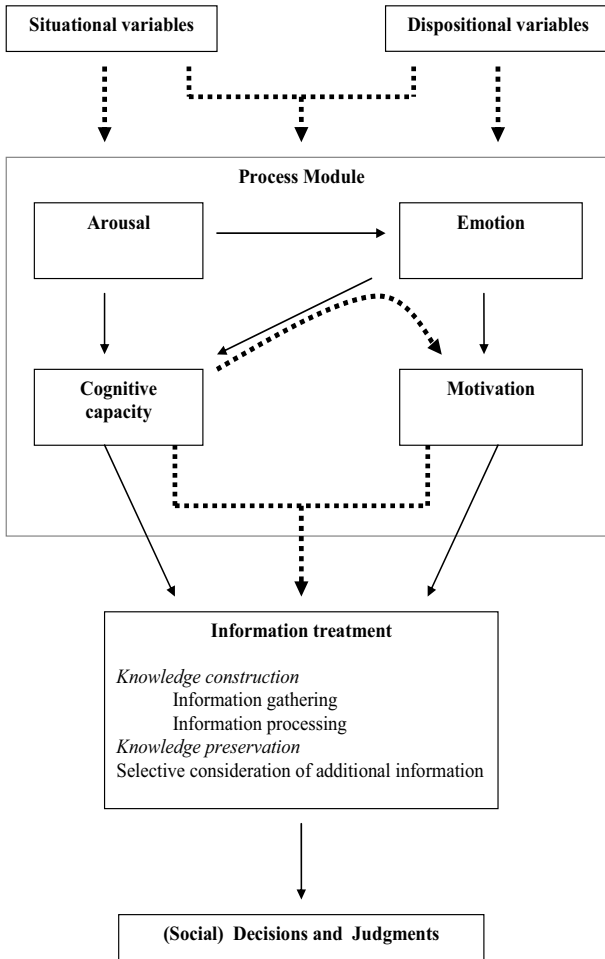 Situational variables
Dispositional variables
Process Module
Arousal
Emotion
Cognitive
capacity
Motivation
Information treatment
Knowledge construction
Information gathering
Information processing
Knowledge preservation
Selective consideration of additional information
(Social) Decisions and Judgments